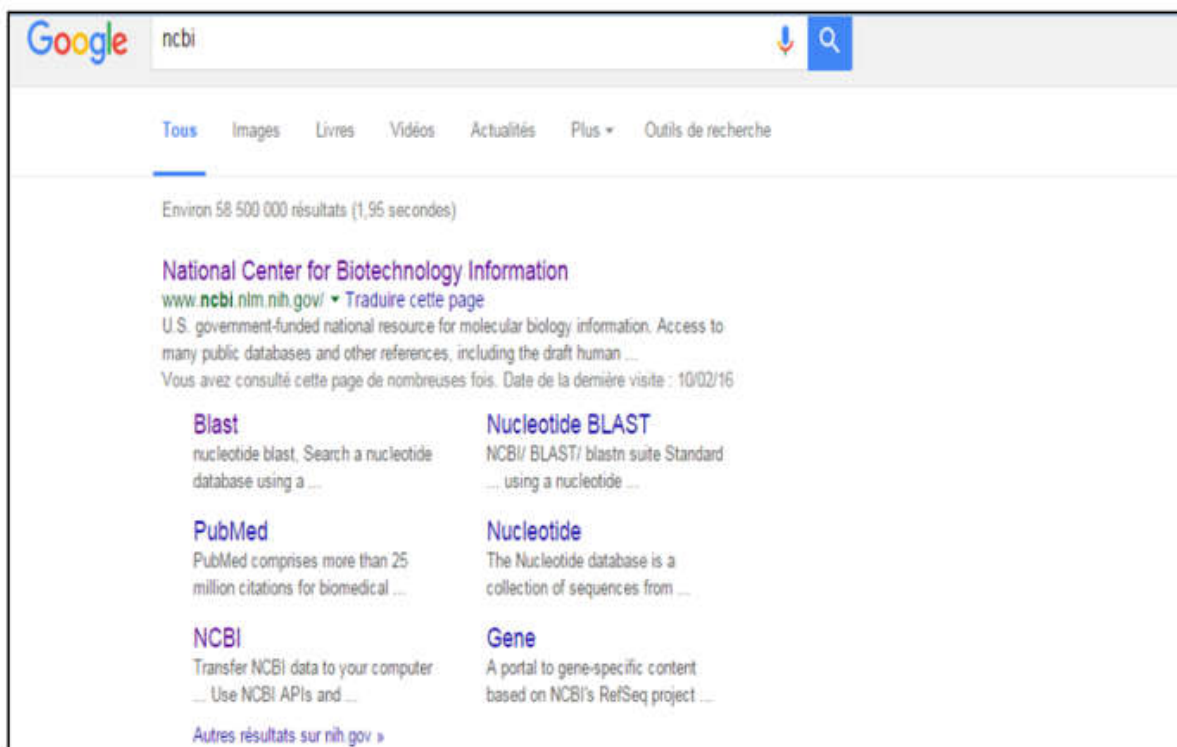 Google ncbi
Tous Images Livres Vidéos Actualités Plus Outils de recherche
Environ 58 500 000 résultats (1,95 secondes)
National Center for Biotechnology Information
www.ncbi.nlm.nih.gov/ Traduire cette page
U.S. government-funded national resource for molecular biology information. Access to
many public databases and other references, including the draft human ...
Vous avez consulté cette page de nombreuses fois. Date de la dernière visite : 10/02/16
Blast
nucleotide blast, Search a nucleotide
database using a ...
Nucleotide BLAST
NCBI/ BLAST/ blastn suite Standard
... using a nucleotide ...
PubMed
PubMed comprises more than 25
million citations for biomedical ...
Nucleotide
The Nucleotide database is a
collection of sequences from ...
NCBI
Transfer NCBI data to your computer
... Use NCBI APIs and ...
Gene
A portal to gene-specific content
based on NCBI's RefSeq project ...
Autres résultats sur nih.gov »